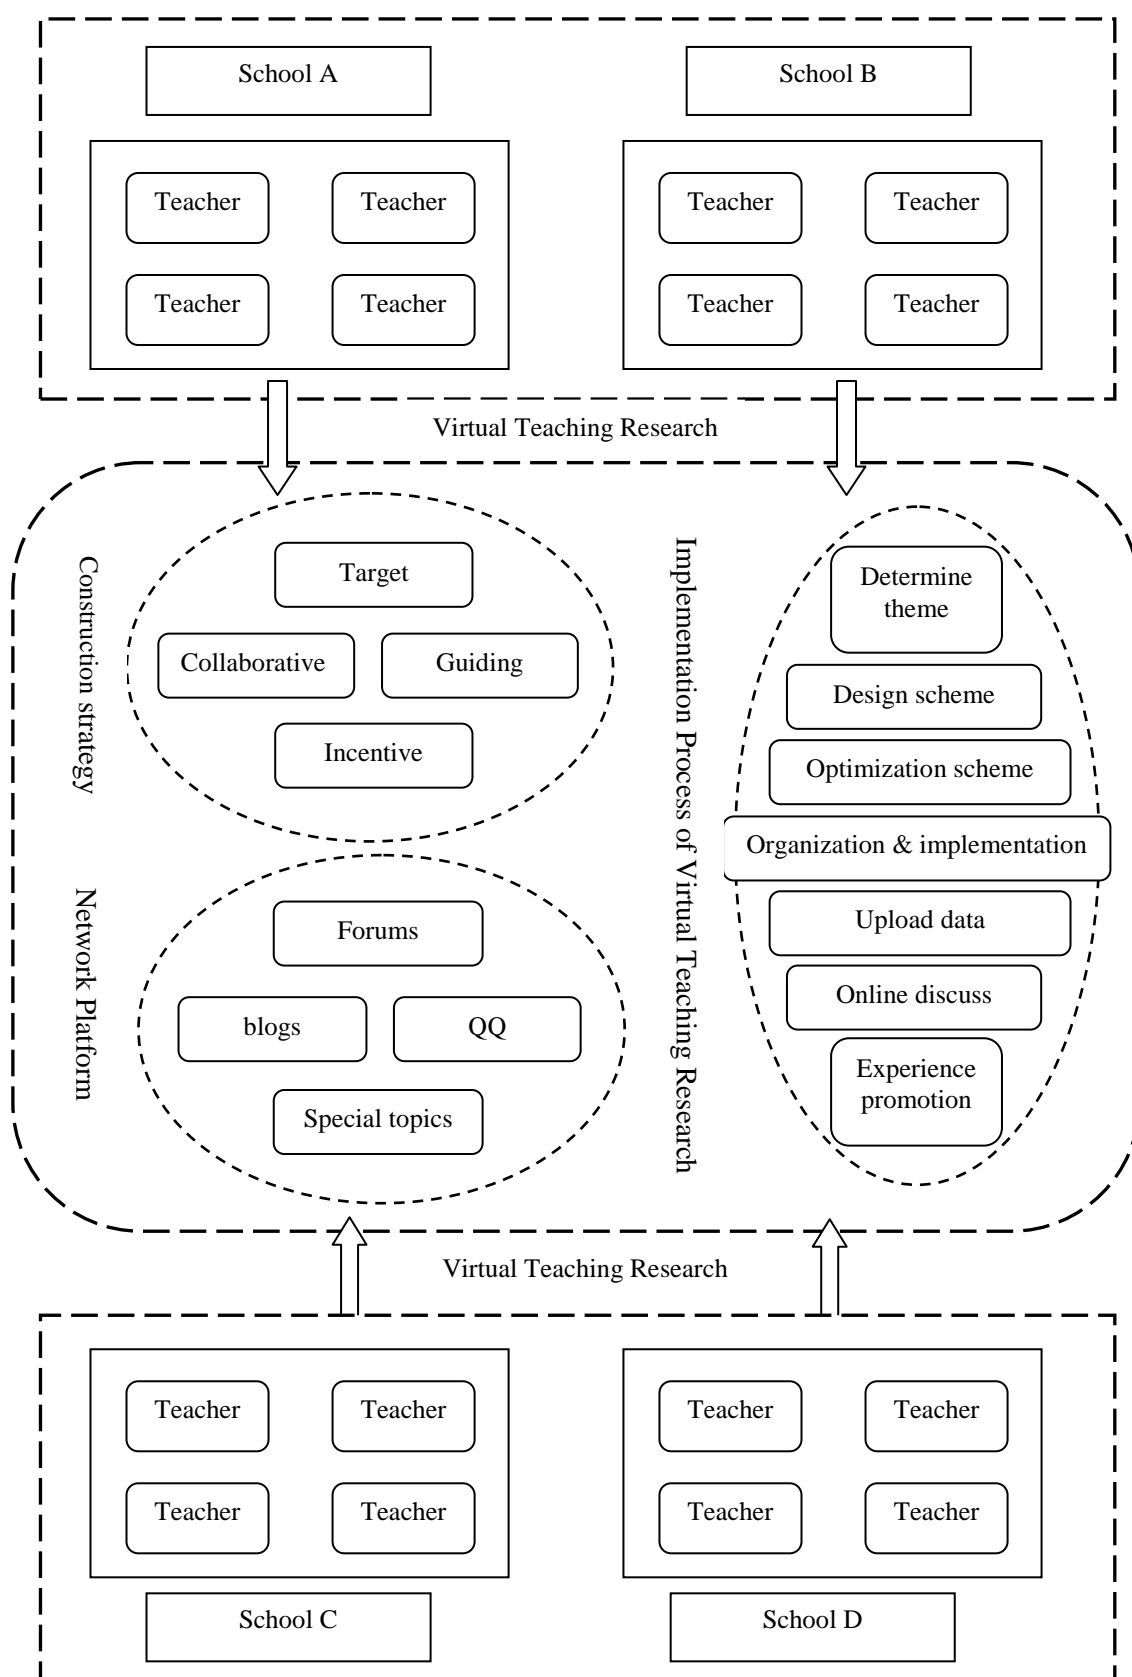 School A
School B
Teacher
Teacher
Teacher
Teacher
Teacher
Teacher
Teacher
Teacher
Virtual Teaching Research
Construction strategy
Target
Collaborative
Guiding
Incentive
Network Platform
Forums
blogs
QQ
Special topics
Implementation Process of Virtual Teaching Research
Determine
theme
Design scheme
Optimization scheme
Organization & implementation
Upload data
Online discuss
Experience
promotion
Virtual Teaching Research
Teacher
Teacher
Teacher
Teacher
Teacher
Teacher
Teacher
Teacher
School C
School D